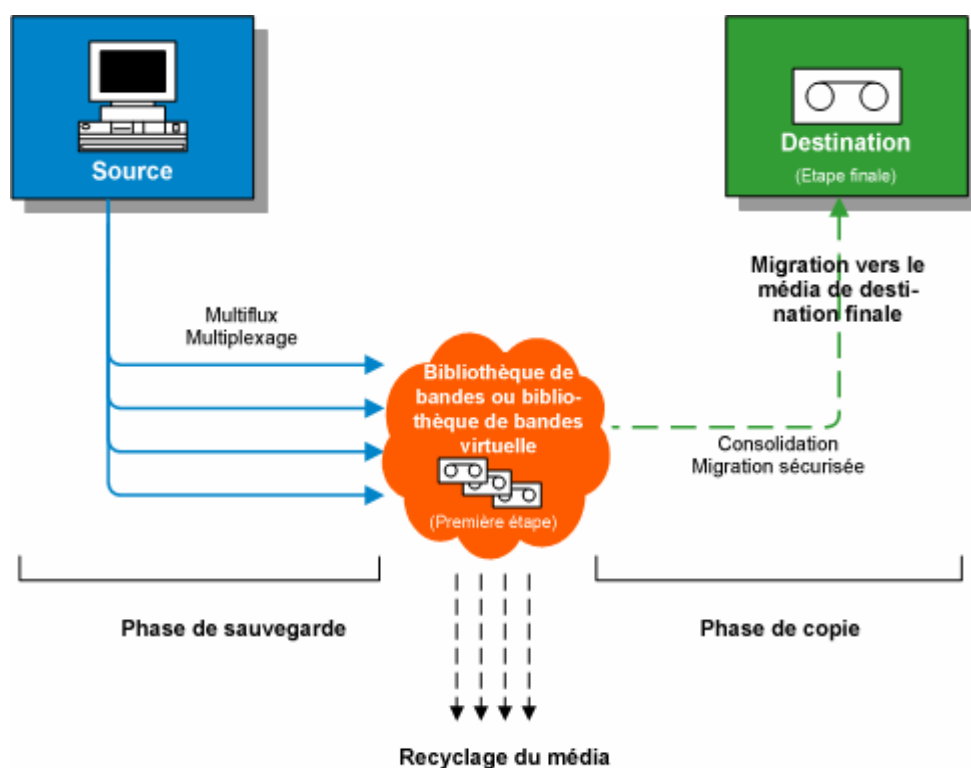 Source
Destination
(Etape finale)
Migration vers le
média de desti-
nation finale
Multiflux
Multiplexage
Bibliothèque de
bandes ou biblio-
thèque de bandes
virtuelle
(Première étape)
Consolidation
Migration sécurisée
Phase de sauvegarde
Phase de copie
Recyclage du média